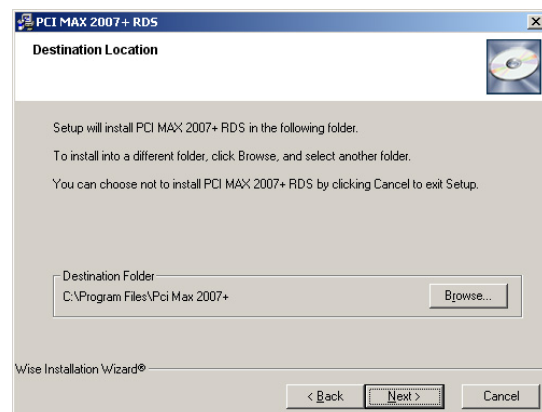 PCI MAX 2007+ RDS
Destination Location
Setup will install PCI MAX 2007+ RDS in the following folder.
To install into a different folder, click Browse, and select another folder.
You can choose not to install PCI MAX 2007+ RDS by clicking Cancel to exit Setup.
Destination Folder
C:\Program Files\Pci Max 2007+
Browse...
Wise Installation Wizard®
< Back Next > Cancel